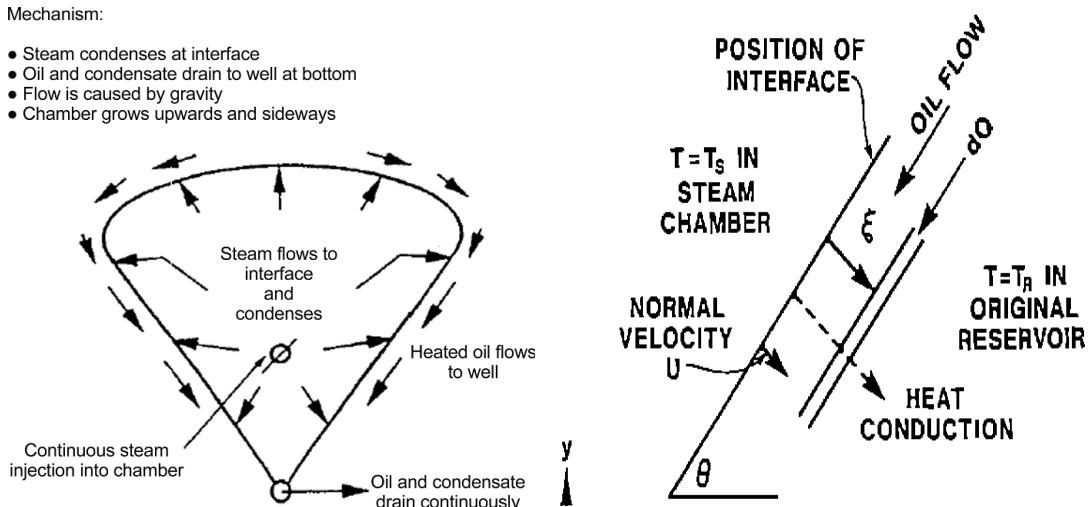 Mechanism:
● Steam condenses at interface
● Oil and condensate drain to well at bottom
● Flow is caused by gravity
● Chamber grows upwards and sideways
Steam flows to
interface
and
condenses
Heated oil flows
to well
Continuous steam
injection into chamber
Oil and condensate
drain continuously
y
POSITION OF
INTERFACE
OIL FLOW
dQ
T=TS IN
STEAM
CHAMBER
ξ
T=TR IN
ORIGINAL
RESERVOIR
NORMAL
VELOCITY
U
HEAT
CONDUCTION
θ